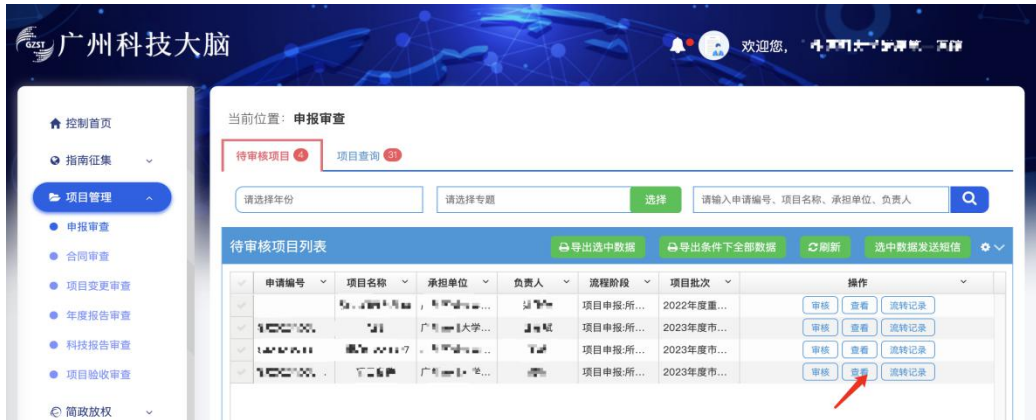 GZST
广州科技大脑
欢迎您，
控制首页
指南征集
项目管理
申报审查
合同审查
项目变更审查
年度报告审查
科技报告审查
项目验收审查
简政放权
当前位置：申报审查
待审核项目 4 项目查询 31
请选择年份 请选择专题 选择 请输入申请编号、项目名称、承担单位、负责人
待审核项目列表 导出选中数据 导出条件下全部数据 刷新 选中数据发送短信
申请编号 项目名称 承担单位 负责人 流程阶段 项目批次 操作
项目申报:所... 2022年度重... 审核 查看 流转记录
大学... 项目申报:所... 2023年度市... 审核 查看 流转记录
项目申报:所... 2023年度市... 审核 查看 流转记录
项目申报:所... 2023年度市... 审核 查看 流转记录